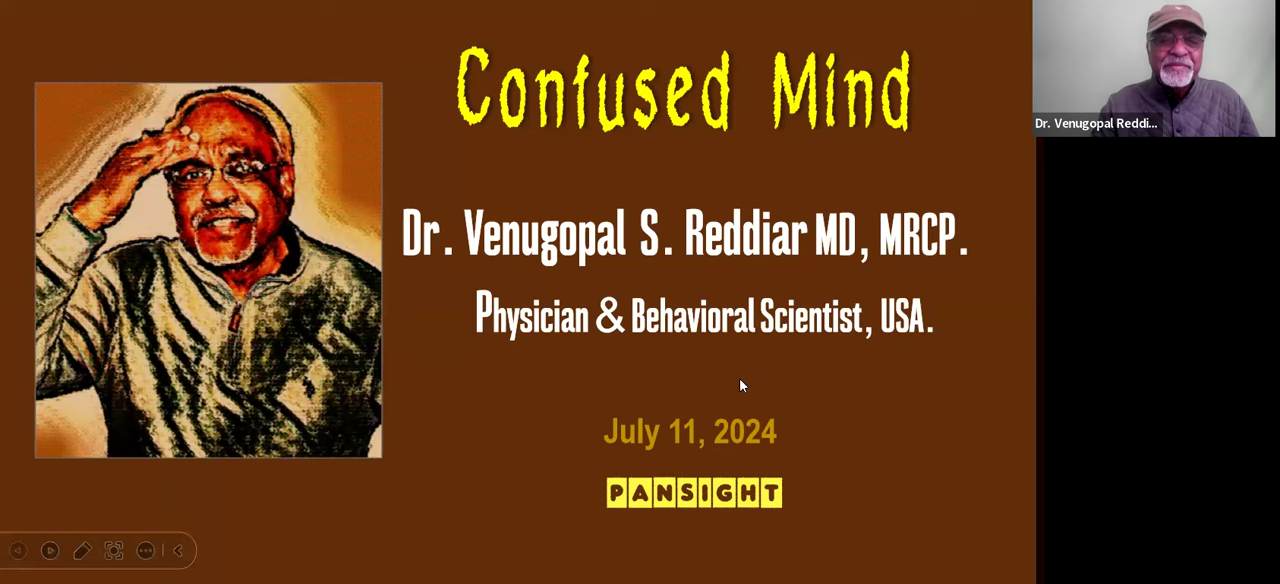 Confused Mind
Dr. Venugopal S. Reddiar MD, MRCP.
Physician & Behavioral Scientist, USA.
July 11, 2024
PANSIGHT
Dr. Venugopal Reddi...